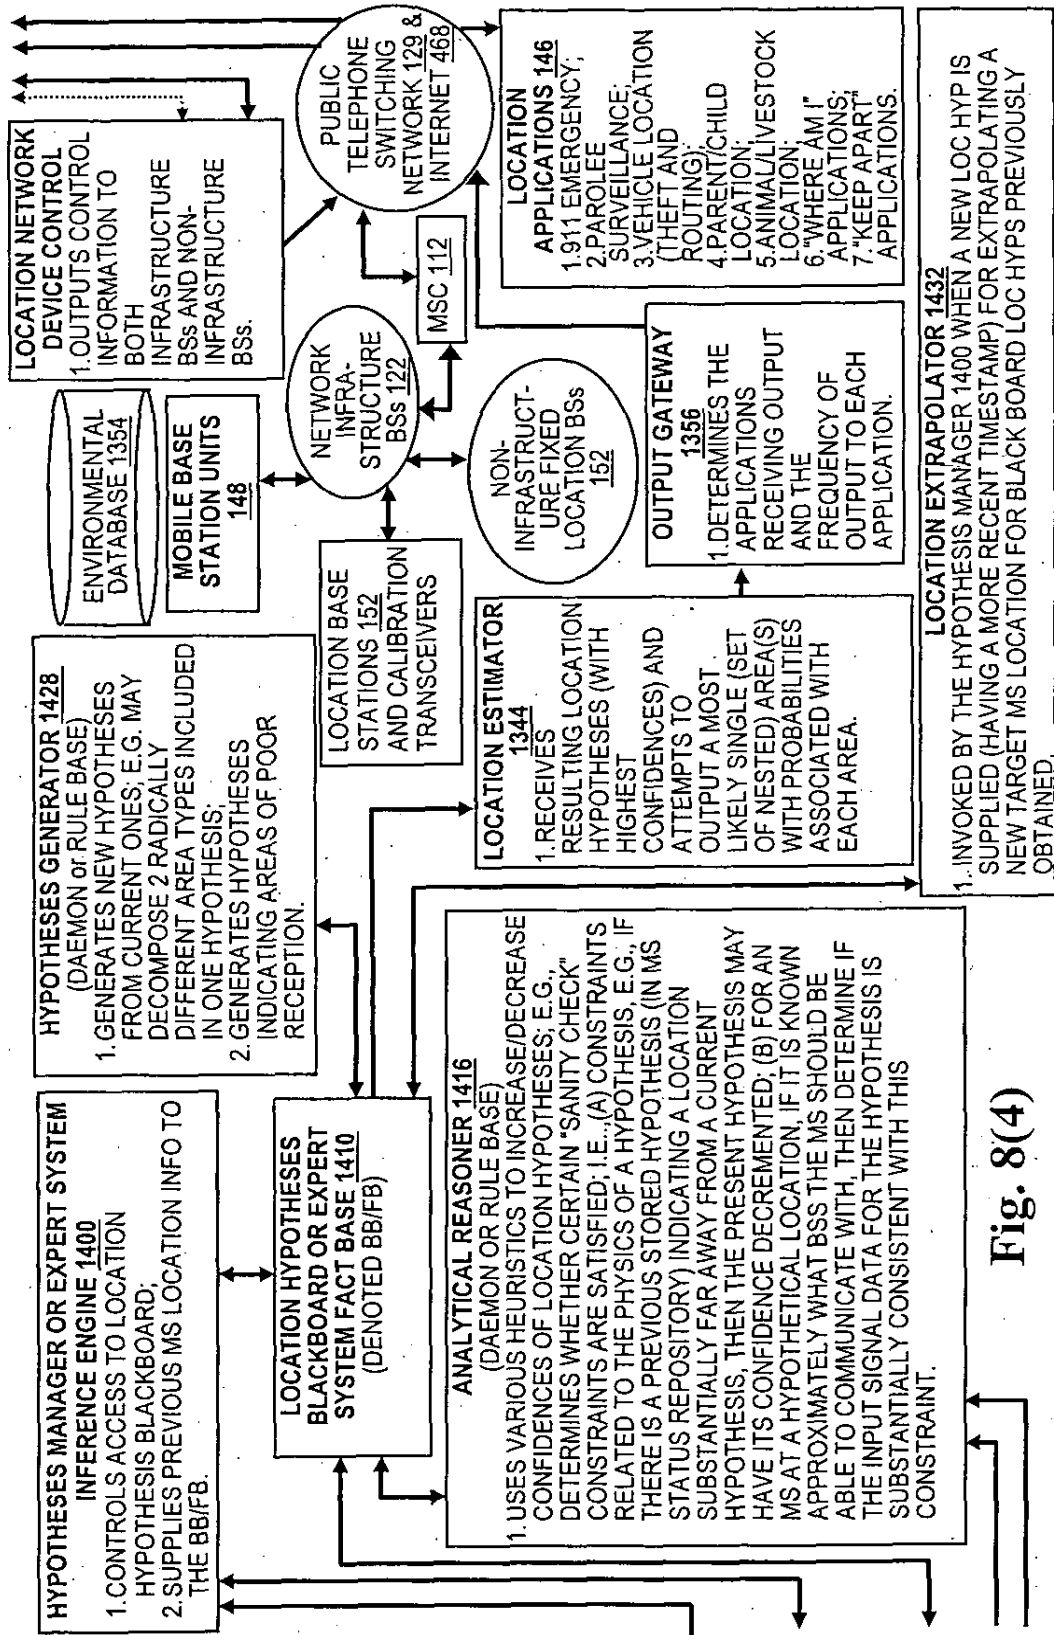 HYPOTHESES MANAGER OR EXPERT SYSTEM
INFERENCE ENGINE 1400
1. CONTROLS ACCESS TO LOCATION
HYPOTHESIS BLACKBOARD;
2. SUPPLIES PREVIOUS MS LOCATION INFO TO
THE BB/FB.
HYPOTHESES GENERATOR 1428
(DAEMON or RULE BASE)
1. GENERATES NEW HYPOTHESES
FROM CURRENT ONES; E.G. MAY
DECOMPOSE 2 RADICALLY
DIFFERENT AREA TYPES INCLUDED
IN ONE HYPOTHESIS;
2. GENERATES HYPOTHESES
INDICATING AREAS OF POOR
RECEPTION.
ENVIRONMENTAL
DATABASE 1354
MOBILE BASE
STATION UNITS
148
LOCATION NETWORK
DEVICE CONTROL
1. OUTPUTS CONTROL
INFORMATION TO
BOTH
INFRASTRUCTURE
BSs AND NON-
INFRASTRUCTURE
BSs.
LOCATION HYPOTHESES
BLACKBOARD OR EXPERT
SYSTEM FACT BASE 1410
(DENOTED BB/FB)
LOCATION BASE
STATIONS 152
AND CALIBRATION
TRANSCEIVERS
NETWORK
INFRA-
STRUCTURE
BSs 122
MSC 112
PUBLIC
TELEPHONE
SWITCHING
NETWORK 129 &
INTERNET 468
NON-
INFRASTRUCT-
URE FIXED
LOCATION BSs
152
ANALYTICAL REASONER 1416
(DAEMON OR RULE BASE)
1. USES VARIOUS HEURISTICS TO INCREASE/DECREASE
CONFIDENCES OF LOCATION HYPOTHESES; E.G.,
DETERMINES WHETHER CERTAIN "SANITY CHECK"
CONSTRAINTS ARE SATISFIED; I.E..,(A) CONSTRAINTS
RELATED TO THE PHYSICS OF A HYPOTHESIS, E.G., IF
THERE IS A PREVIOUS STORED HYPOTHESIS (IN MS
STATUS REPOSITORY) INDICATING A LOCATION
SUBSTANTIALLY FAR AWAY FROM A CURRENT
HYPOTHESIS, THEN THE PRESENT HYPOTHESIS MAY
HAVE ITS CONFIDENCE DECREMENTED; (B) FOR AN
MS AT A HYPOTHETICAL LOCATION, IF IT IS KNOWN
APPROXIMATELY WHAT BSS THE MS SHOULD BE
ABLE TO COMMUNICATE WITH, THEN DETERMINE IF
THE INPUT SIGNAL DATA FOR THE HYPOTHESIS IS
SUBSTANTIALLY CONSISTENT WITH THIS
CONSTRAINT.
LOCATION ESTIMATOR
1344
1. RECEIVES
RESULTING LOCATION
HYPOTHESES (WITH
HIGHEST
CONFIDENCES) AND
ATTEMPTS TO
OUTPUT A MOST
LIKELY SINGLE (SET
OF NESTED) AREA(S)
WITH PROBABILITIES
ASSOCIATED WITH
EACH AREA.
OUTPUT GATEWAY
1356
1. DETERMINES THE
APPLICATIONS
RECEIVING OUTPUT
AND THE
FREQUENCY OF
OUTPUT TO EACH
APPLICATION.
LOCATION
APPLICATIONS 146
1. 911 EMERGENCY;
2. PAROLEE
SURVEILLANCE;
3. VEHICLE LOCATION
(THEFT AND
ROUTING);
4. PARENT/CHILD
LOCATION;
5. ANIMAL/LIVESTOCK
LOCATION;
6. "WHERE AM I"
APPLICATIONS;
7. "KEEP APART"
APPLICATIONS.
LOCATION EXTRAPOLATOR 1432
1. INVOKED BY THE HYPOTHESIS MANAGER 1400 WHEN A NEW LOC HYP IS
SUPPLIED (HAVING A MORE RECENT TIMESTAMP) FOR EXTRAPOLATING A
NEW TARGET MS LOCATION FOR BLACK BOARD LOC HYPS PREVIOUSLY
OBTAINED.
Fig. 8(4)